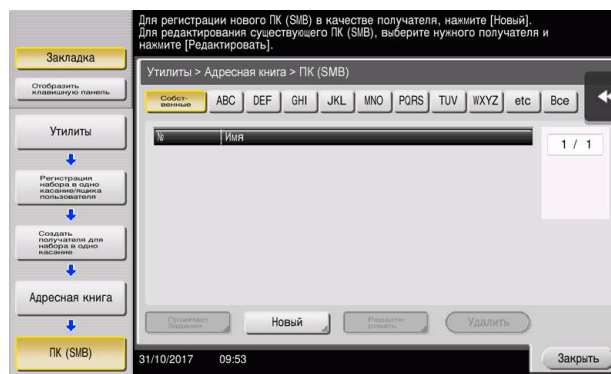 Для регистрации нового ПК (SMB) в качестве получателя, нажмите [Новый].
Для редактирования существующего ПК (SMB), выберите нужного получателя и
нажмите [Редактировать].
Закладка
Отобразить
клавишную панель
Утилиты
Регистрация
набора в одно
касание/ящика
пользователя
Создать
получателя для
набора в одно
касание
Адресная книга
ПК (SMB)
Утилиты > Адресная книга > ПК (SMB)
Собст-
венные
ABC DEF GHI JKL MNO PQRS TUV WXYZ etc Все
№ Имя
1 / 1
Задания
Новый
Редакти-
ровать
Удалить
31/10/2017 09:53
Закрыть